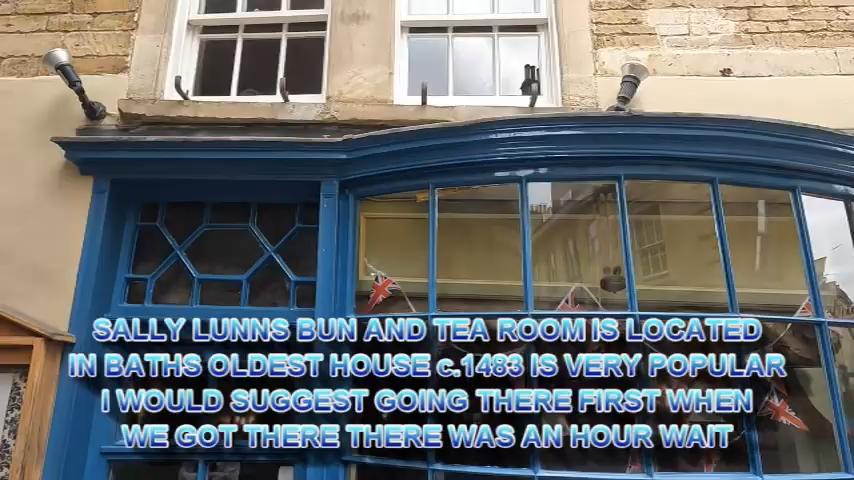 SALLY LUNNS BUN AND TEA ROOM IS LOCATED
IN BATHS OLDEST HOUSE c.1483 IS VERY POPULAR
I WOULD SUGGEST GOING THERE FIRST WHEN
WE GOT THERE THERE WAS AN HOUR WAIT